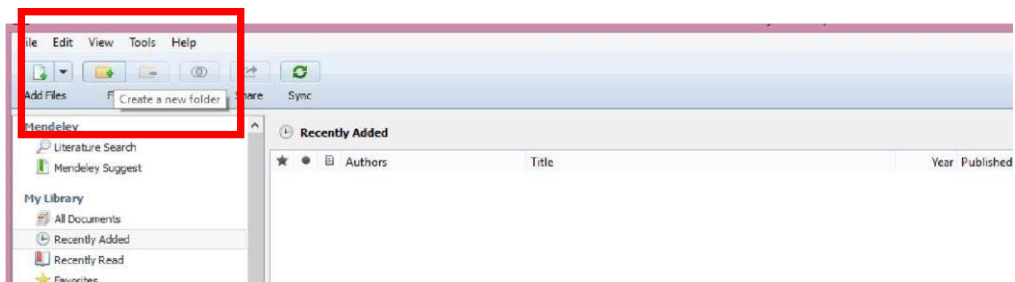 ile Edit View Tools Help
Add Files F Create a new folder hare Sync
Mendeley
Literature Search
Mendeley Suggest
My Library
All Documents
Recently Added
Recently Read
Favorites
Recently Added
Authors Title Year Published